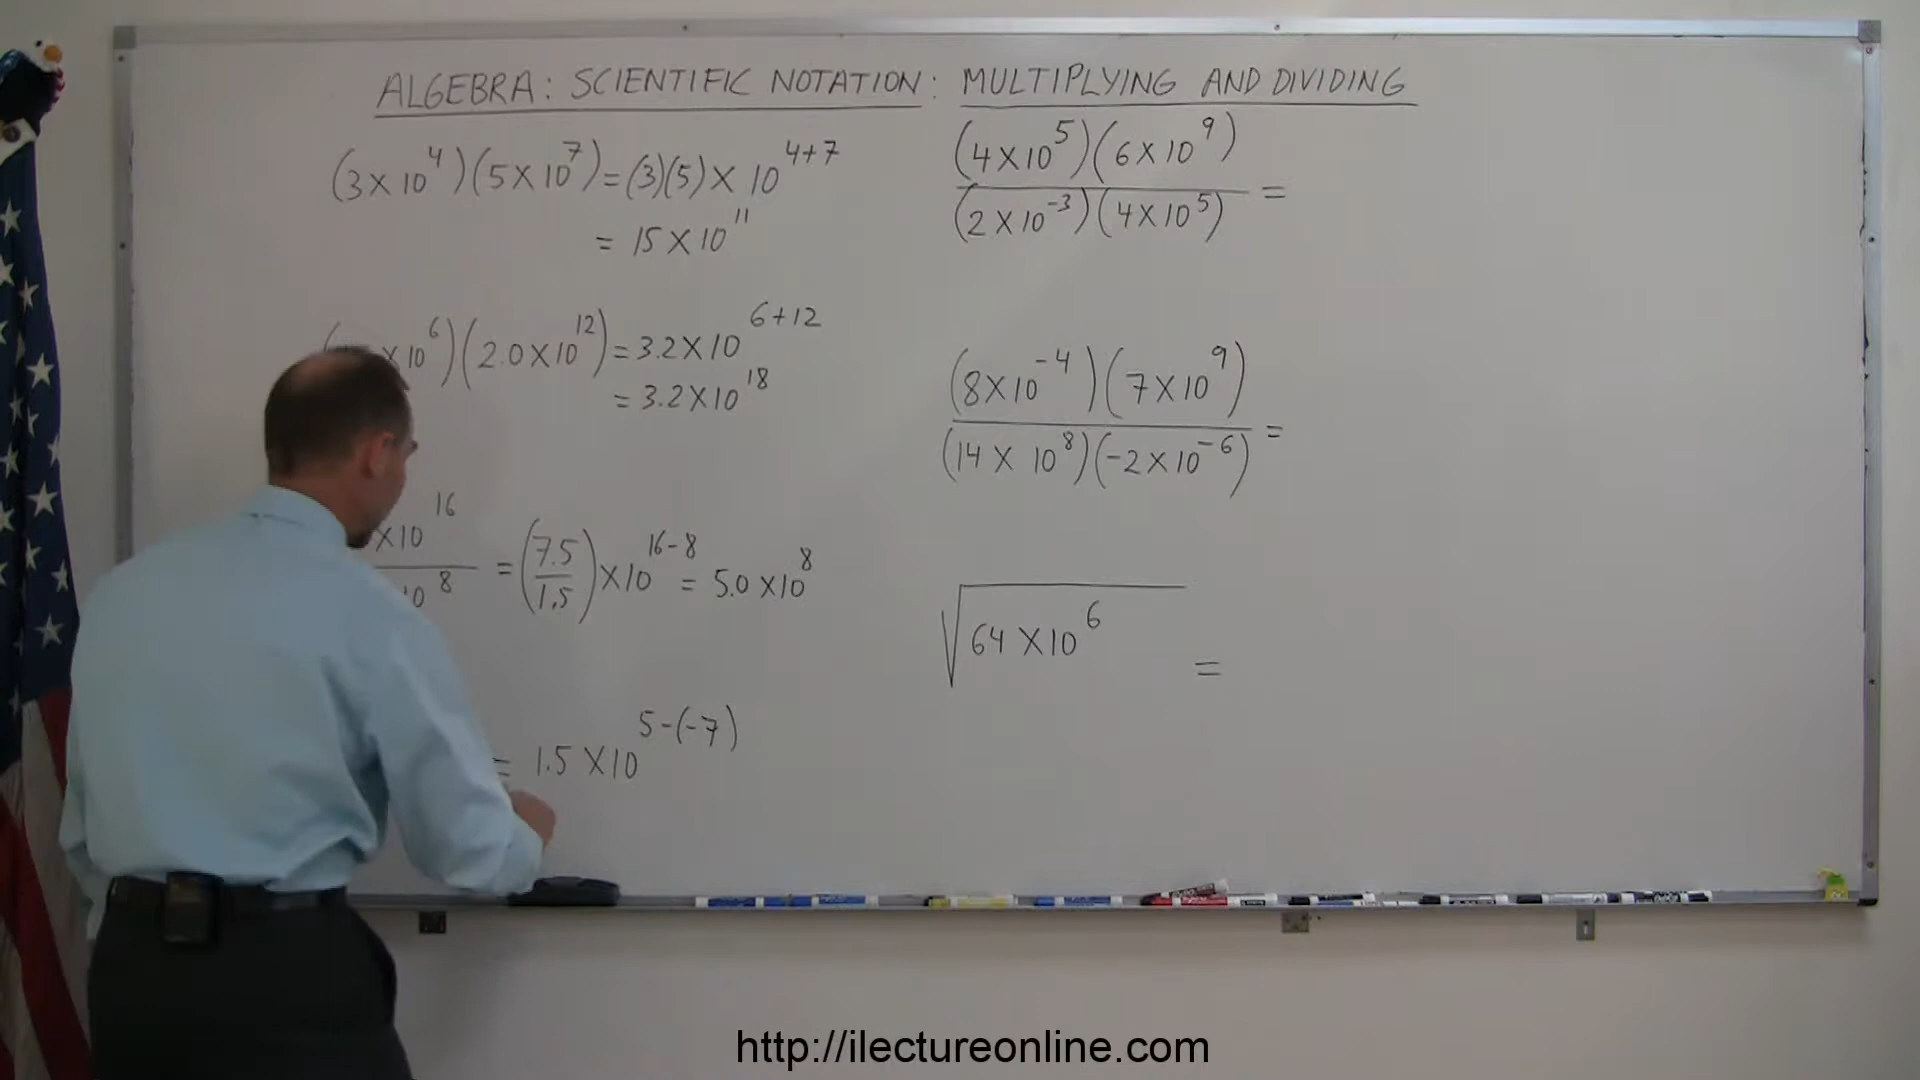 ALGEBRA: SCIENTIFIC NOTATION: MULTIPLYING AND DIVIDING
(3 × 10^4)(5 × 10^7) = (3)(5) × 10^{4+7}
= 15 × 10^{11}
× 10^6)(2.0 × 10^{12}) = 3.2 × 10^{6+12}
= 3.2 × 10^{18}
× 10^{16}
10^8
= (7.5/1.5) × 10^{16-8} = 5.0 × 10^8
= 1.5 × 10^{5-(-7)}
(4 × 10^5)(6 × 10^9)
(2 × 10^{-3})(4 × 10^5) =
(8 × 10^{-4})(7 × 10^9)
(14 × 10^8)(-2 × 10^{-6}) =
√64 × 10^6 =
http://ilectureonline.com